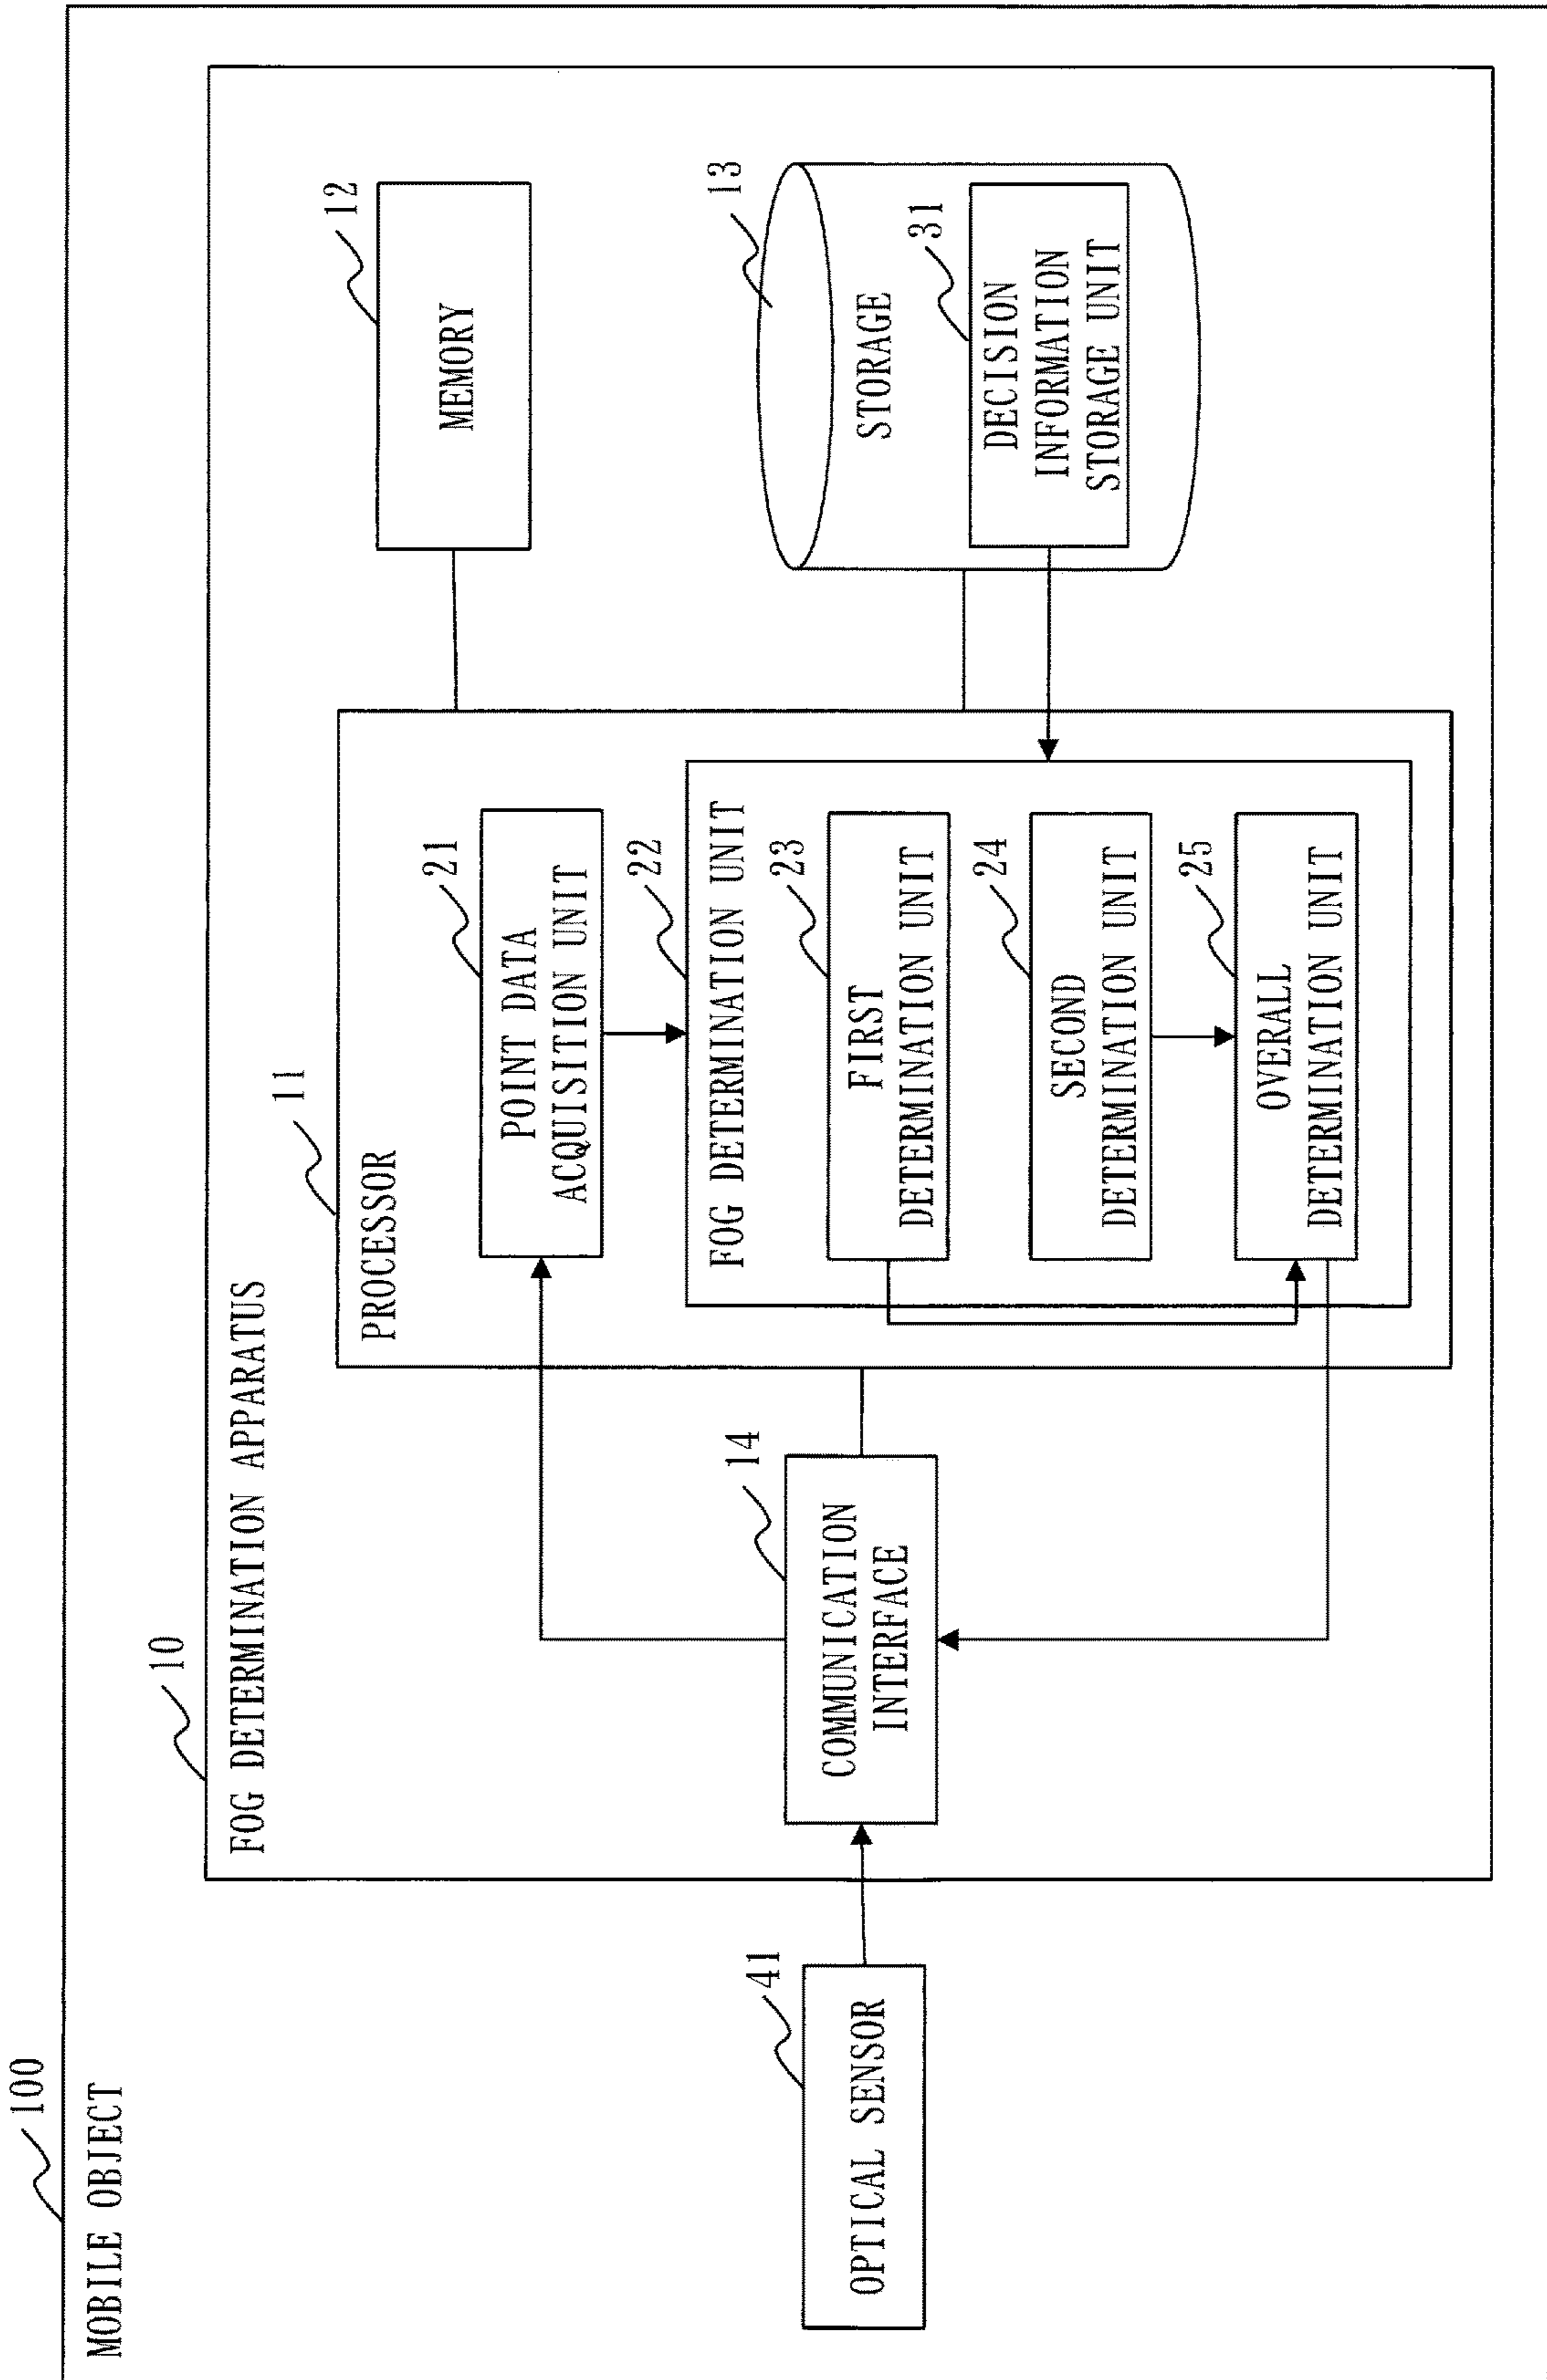 100
MOBILE OBJECT
10
FOG DETERMINATION APPARATUS
11
PROCESSOR
12
MEMORY
21
POINT DATA
ACQUISITION UNIT
22
FOG DETERMINATION UNIT
23
FIRST
DETERMINATION UNIT
24
SECOND
DETERMINATION UNIT
25
OVERALL
DETERMINATION UNIT
13
STORAGE
31
DECISION
INFORMATION
STORAGE UNIT
14
COMMUNICATION
INTERFACE
41
OPTICAL SENSOR